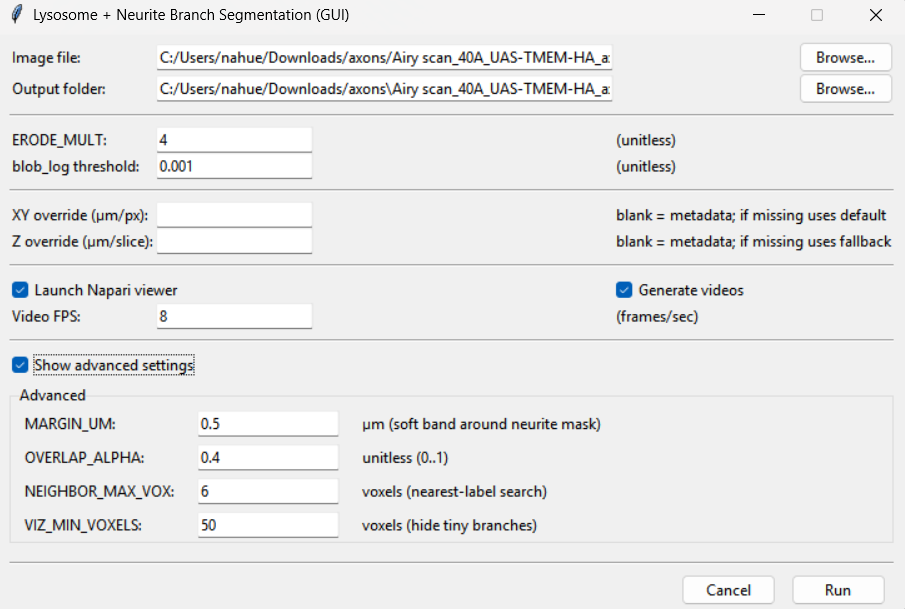 Lysosome + Neurite Branch Segmentation (GUI)
Image file: C:/Users/nahue/Downloads/axons/Airy scan_40A_UAS-TMEM-HA_a Browse...
Output folder: C:/Users/nahue/Downloads/axons\Airy scan_40A_UAS-TMEM-HA_a Browse...
ERODE_MULT: 4 (unitless)
blob_log threshold: 0.001 (unitless)
XY override (µm/px): blank = metadata; if missing uses default
Z override (µm/slice): blank = metadata; if missing uses fallback
Launch Napari viewer Generate videos
Video FPS: 8 (frames/sec)
Show advanced settings
Advanced
MARGIN_UM: 0.5 µm (soft band around neurite mask)
OVERLAP_ALPHA: 0.4 unitless (0..1)
NEIGHBOR_MAX_VOX: 6 voxels (nearest-label search)
VIZ_MIN_VOXELS: 50 voxels (hide tiny branches)
Cancel Run